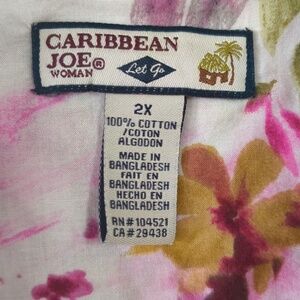 CARIBBEAN
JOE®
WOMAN
Let Go
2X
100% COTTON
/COTON
ALGODON
MADE IN
BANGLADESH
FAIT EN
BANGLADESH
HECHO EN
BANGLADESH
RN# 104521
CA# 29438